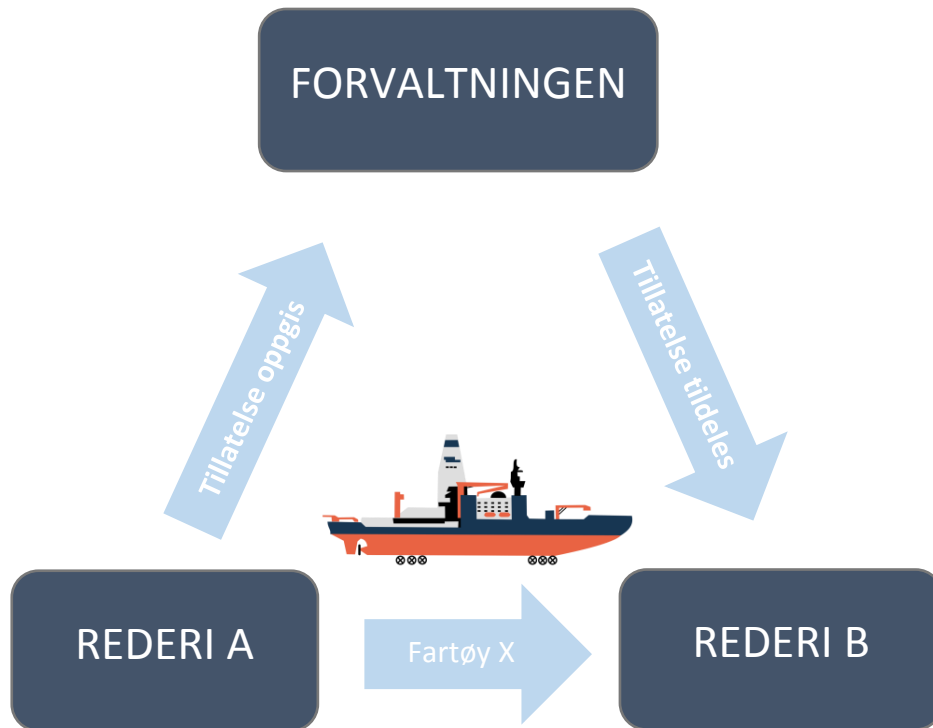 FORVALTNINGEN
Tillatelse oppgis
Tillatelse tildeles
REDERI A
Fartøy X
REDERI B